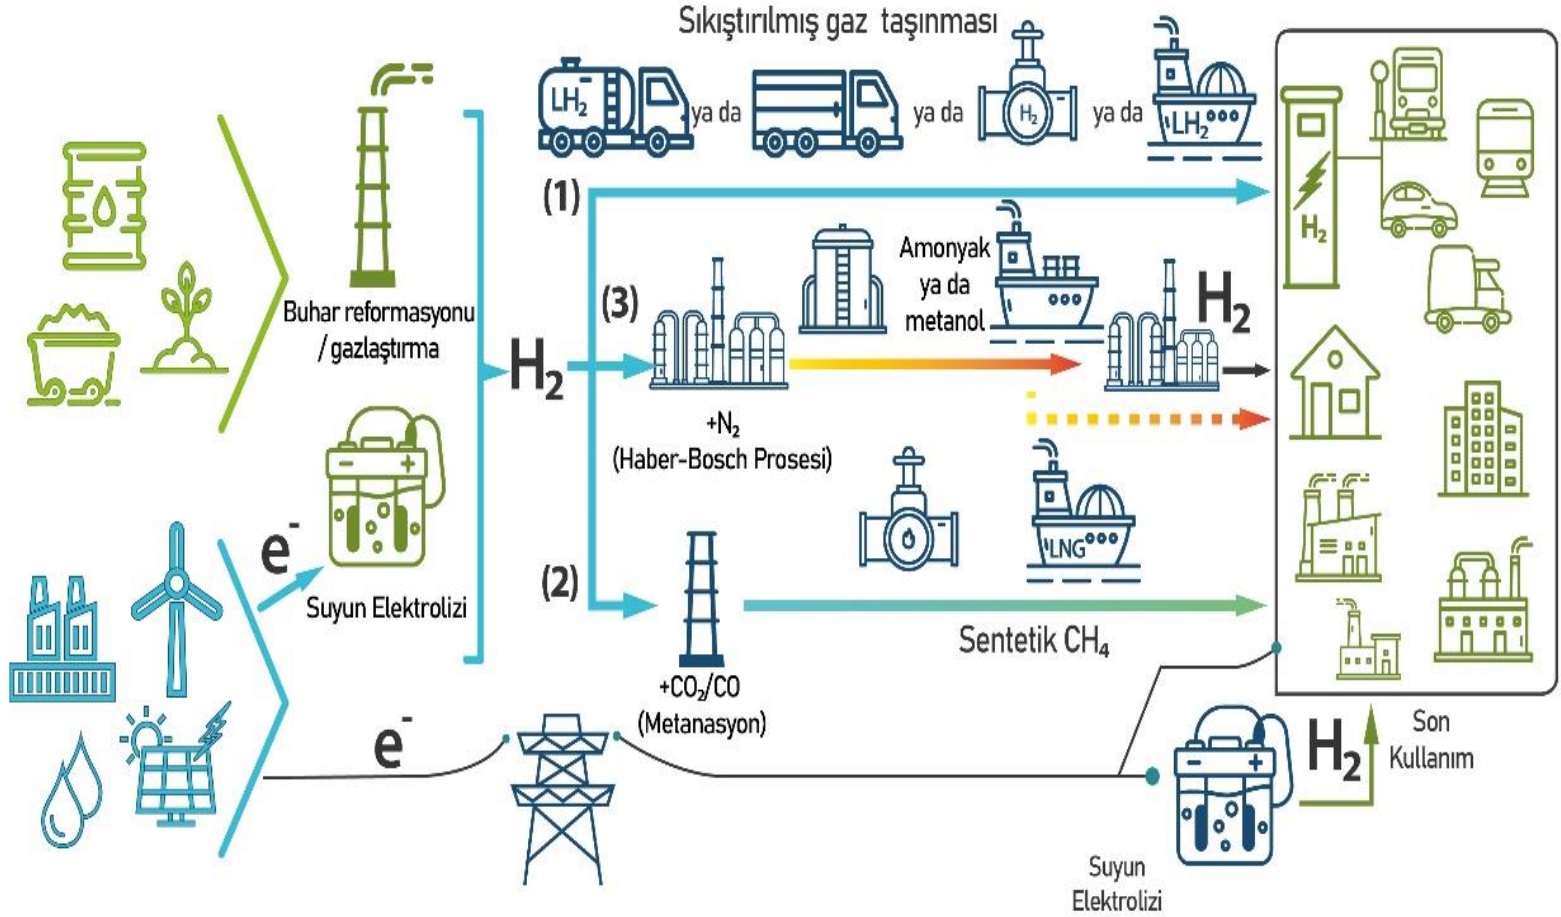 Sıkıştırılmış gaz taşınması
LH₂
ya da
ya da
H₂
ya da
LH₂
(1)
H₂
Buhar reformasyonu
/ gazlaştırma
H₂
(3)
Amonyak
ya da
metanol
H₂
+N₂
(Haber-Bosch Prosesi)
- +
e⁻
Suyun Elektrolizi
(2)
LNG
Sentetik CH₄
+CO₂/CO
(Metanasyon)
e⁻
- +
H₂
Son
Kullanım
Suyun
Elektrolizi